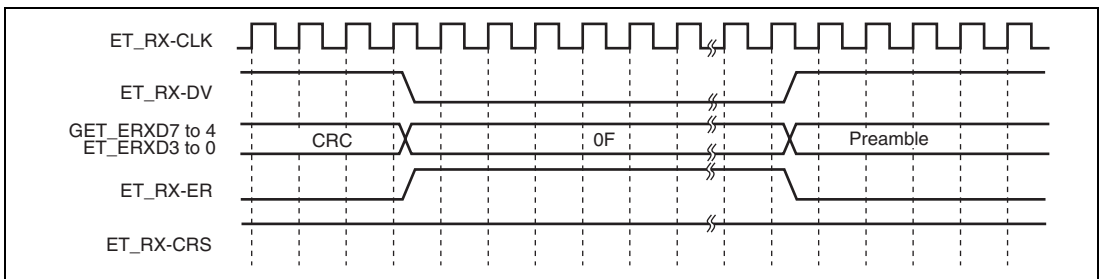 ET_RX-CLK
ET_RX-DV
GET_ERXD7 to 4
ET_ERXD3 to 0
CRC
0F
Preamble
ET_RX-ER
ET_RX-CRS